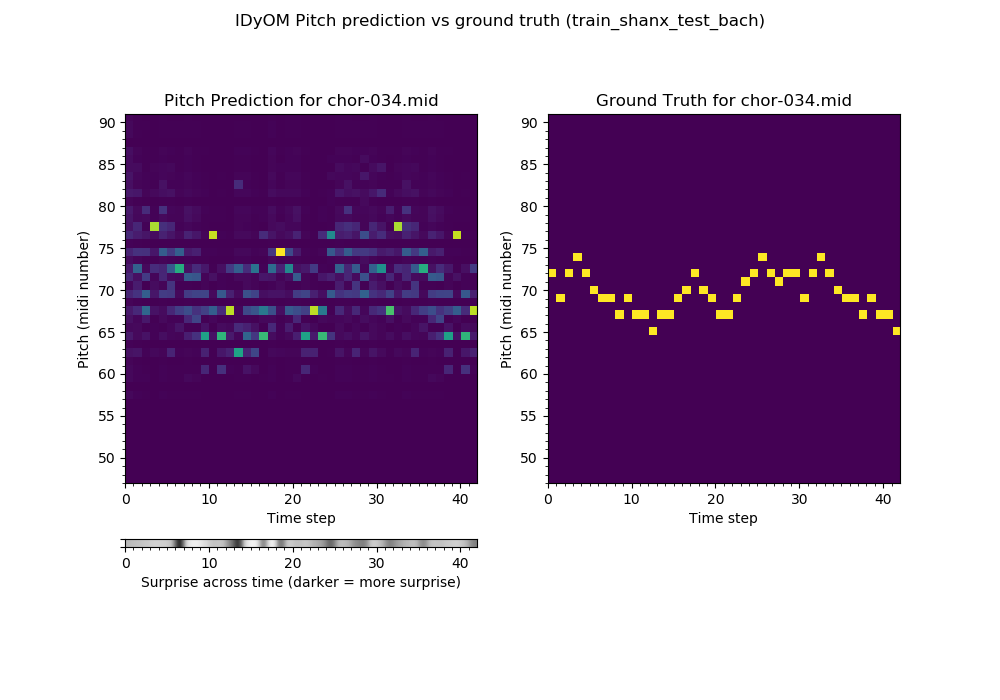 IDyOM Pitch prediction vs ground truth (train_shanx_test_bach)
Pitch Prediction for chor-034.mid
90
85
80
75
70
65
60
55
50
Pitch (midi number)
0 10 20 30 40
Time step
0 10 20 30 40
Surprise across time (darker = more surprise)
Ground Truth for chor-034.mid
90
85
80
75
70
65
60
55
50
Pitch (midi number)
0 10 20 30 40
Time step